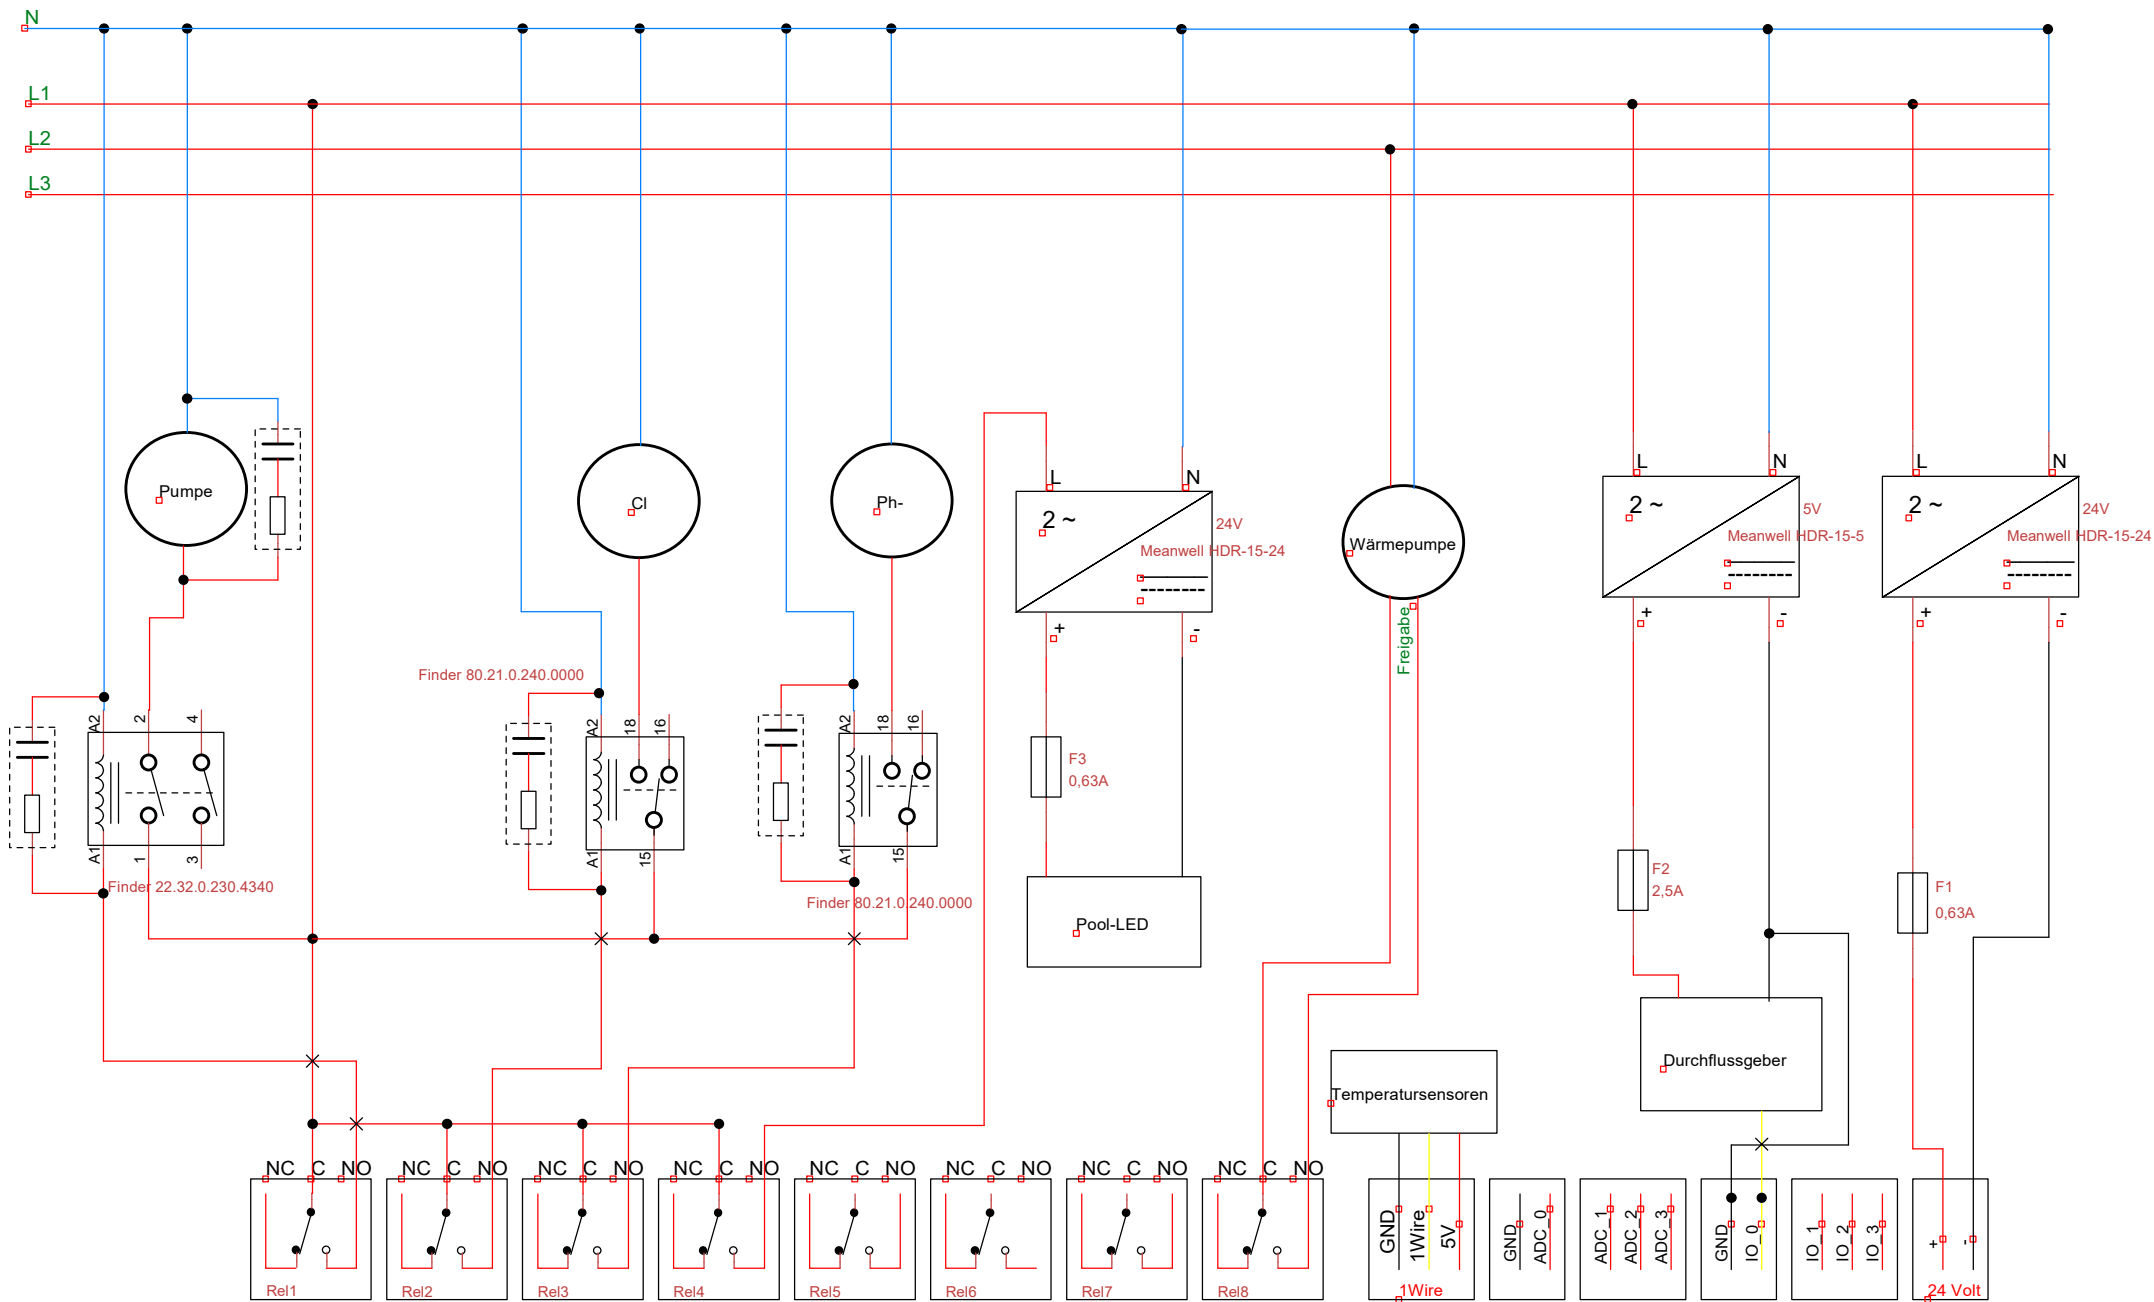 N
L1
L2
L3
Pumpe
Cl
Ph-
L
N
2 ~
24V
Meanwell HDR-15-24
+
-
Wärmepumpe
Freigabe
L
N
2 ~
5V
Meanwell HDR-15-5
+
-
L
N
2 ~
24V
Meanwell HDR-15-24
+
-
Finder 80.21.0.240.0000
A2
2
4
A1
1
3
Finder 22.32.0.230.4340
A2
18
16
A1
15
A2
18
16
A1
15
Finder 80.21.0.240.0000
F3
0,63A
Pool-LED
F2
2,5A
F1
0,63A
Durchflussgeber
Temperatursensoren
NC C NO
NC C NO
NC C NO
NC C NO
NC C NO
NC C NO
NC C NO
NC C NO
Rel1
Rel2
Rel3
Rel4
Rel5
Rel6
Rel7
Rel8
GND
1Wire
5V
1Wire
GND
ADC_0
ADC_1
ADC_2
ADC_3
GND
IO_0
IO_1
IO_2
IO_3
+
-
24 Volt